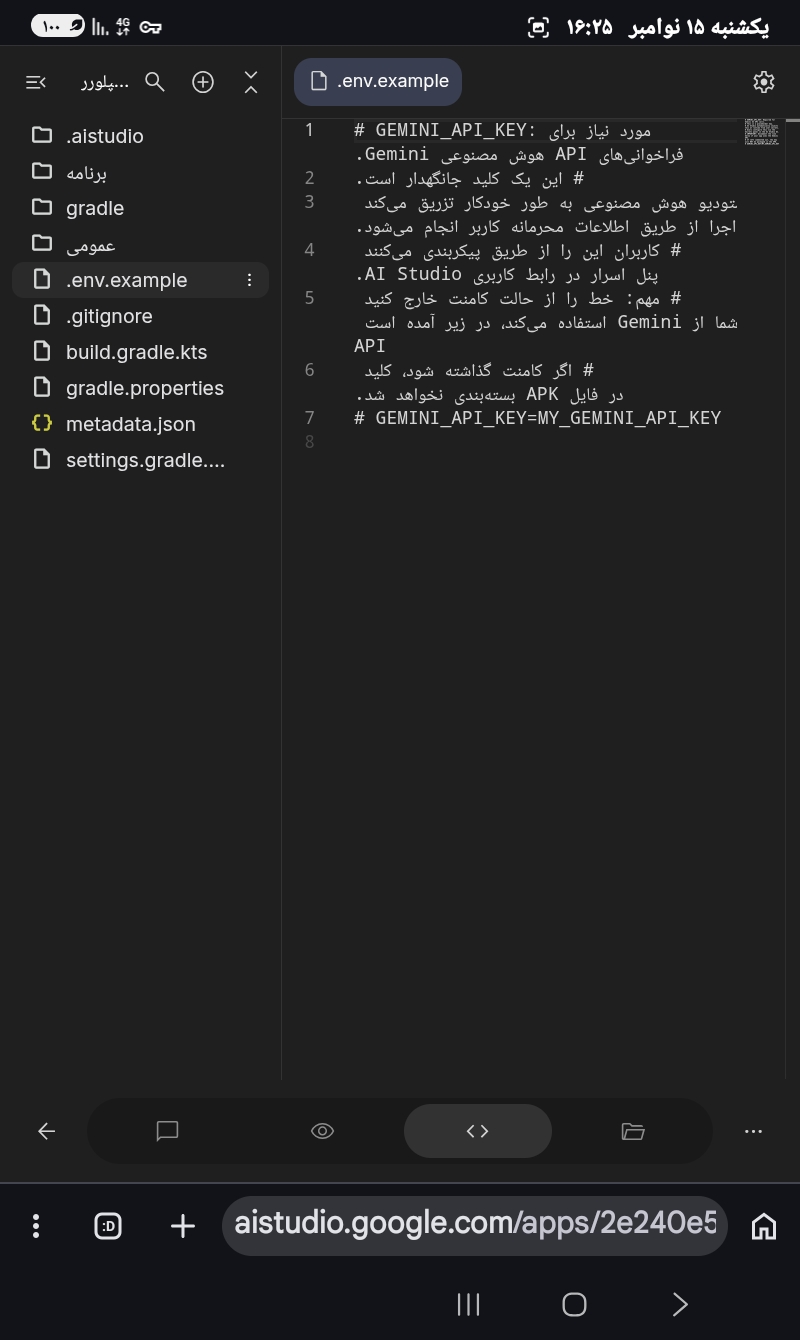 یکشنبه ۱۵ نوامبر ۱۶:۲۵
4G
۱۰۰
...پلورر
.aistudio
برنامه
gradle
عمومی
.env.example
.gitignore
build.gradle.kts
gradle.properties
metadata.json
settings.gradle....
.env.example
1 # GEMINI_API_KEY: مورد نیاز برای
فراخوانی‌های API هوش مصنوعی Gemini.
2 # این یک کلید جانگهدار است.
3 ستودیو هوش مصنوعی به طور خودکار تزریق می‌کند
اجرا از طریق اطلاعات محرمانه کاربر انجام می‌شود.
4 # کاربران این را از طریق پیکربندی می‌کنند
پنل اسرار در رابط کاربری AI Studio.
5 # مهم: خط را از حالت کامنت خارج کنید
شما از Gemini استفاده می‌کند، در زیر آمده است
API
6 # اگر کامنت گذاشته شود، کلید
در فایل APK بسته‌بندی نخواهد شد.
7 # GEMINI_API_KEY=MY_GEMINI_API_KEY
8
:D
aistudio.google.com/apps/2e240e5